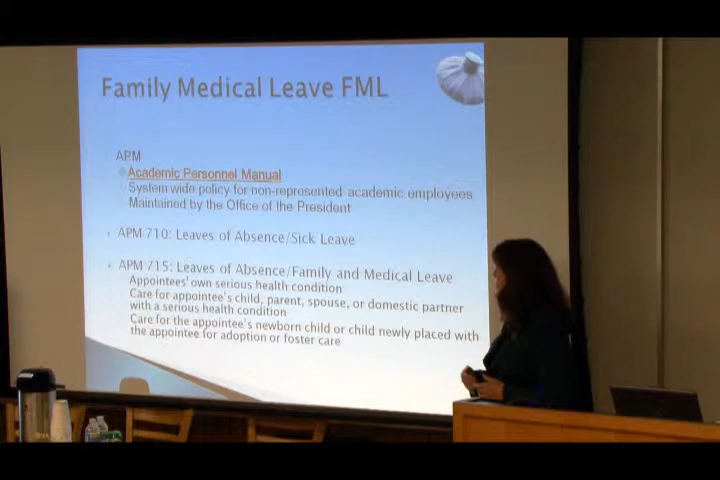 Family Medical Leave FML
APM
Academic Personnel Manual
System wide policy for non-represented academic employees
Maintained by the Office of the President
APM 710: Leaves of Absence/Sick Leave
APM 715: Leaves of Absence/Family and Medical Leave
Appointees' own serious health condition
Care for appointee's child, parent, spouse, or domestic partner
with a serious health condition
Care for the appointee's newborn child or child newly placed with
the appointee for adoption or foster care